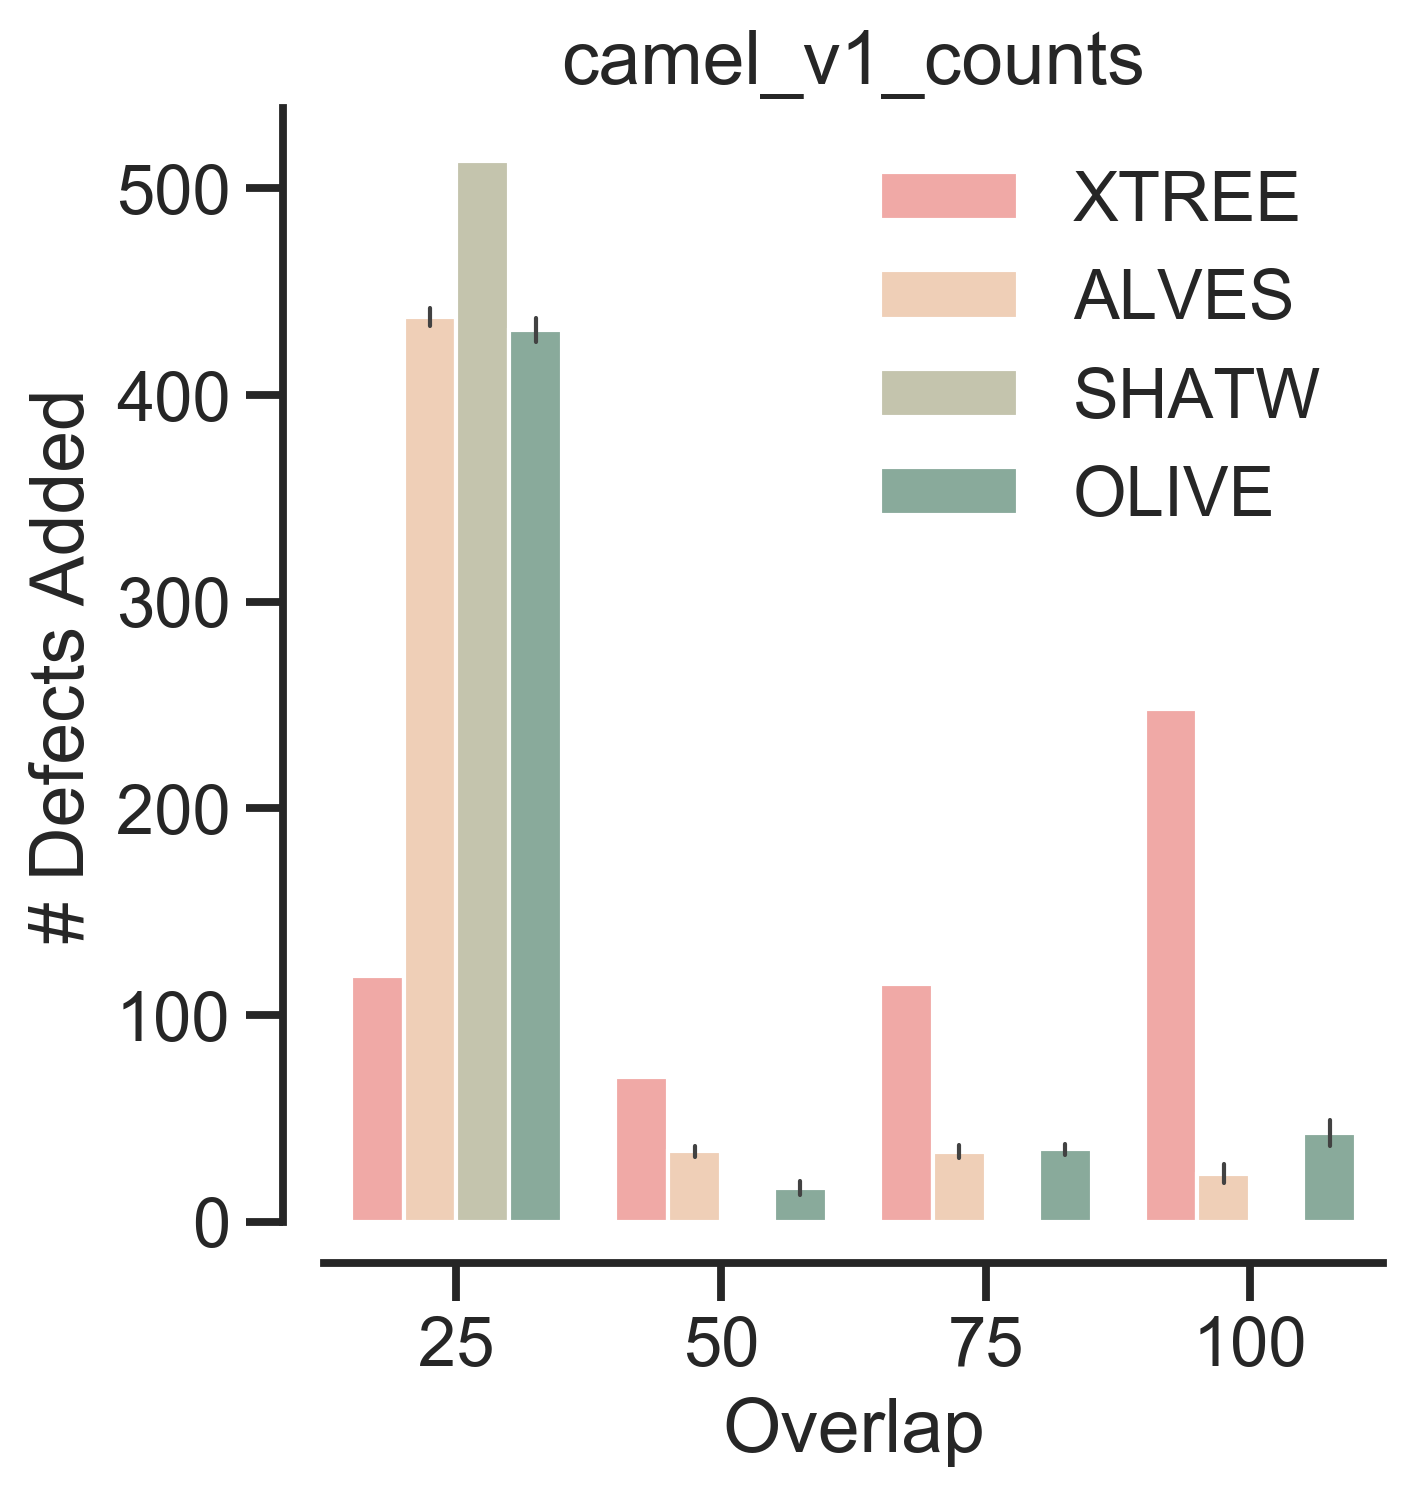 camel_v1_counts
# Defects Added
500
400
300
200
100
0
XTREE
ALVES
SHATW
OLIVE
25 50 75 100
Overlap